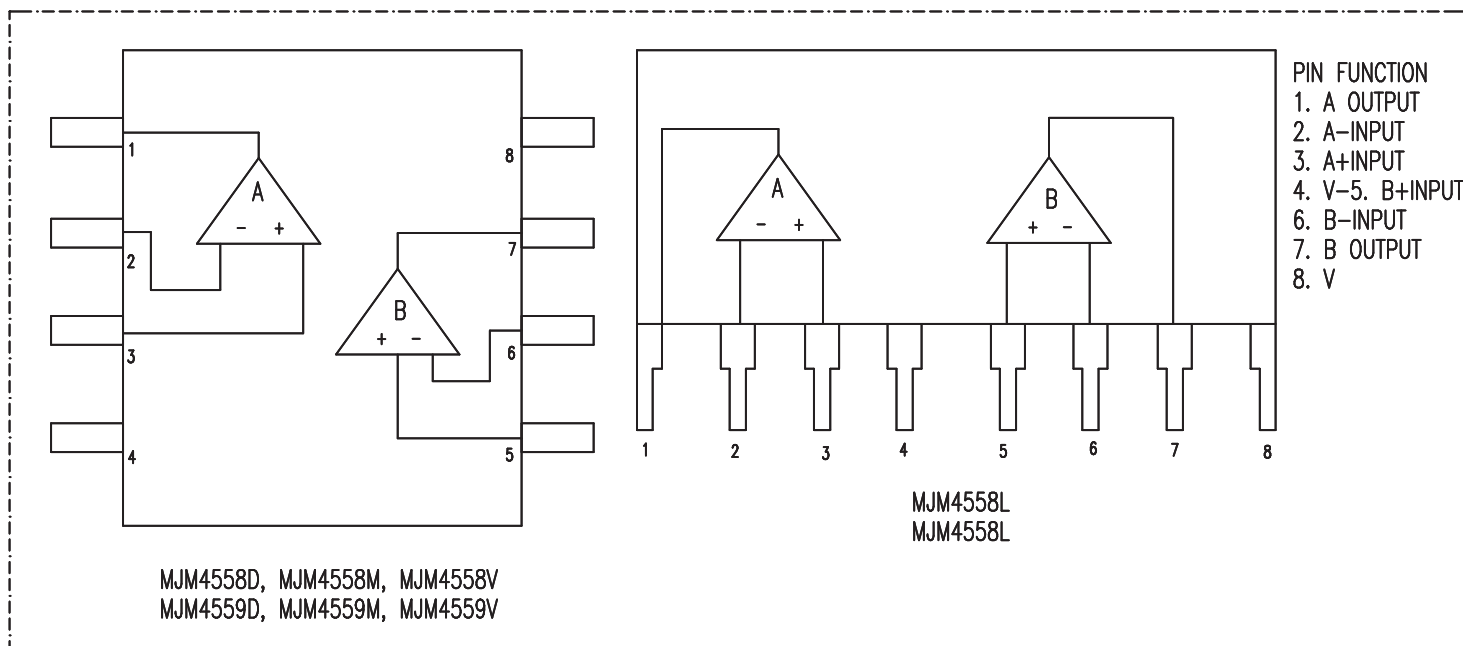 1
2
3
4
8
7
6
5
A
- +
B
+ -
MJM4558D, MJM4558M, MJM4558V
MJM4559D, MJM4559M, MJM4559V
A
- +
B
+ -
1 2 3 4 5 6 7 8
MJM4558L
MJM4558L
PIN FUNCTION
1. A OUTPUT
2. A-INPUT
3. A+INPUT
4. V-5. B+INPUT
6. B-INPUT
7. B OUTPUT
8. V